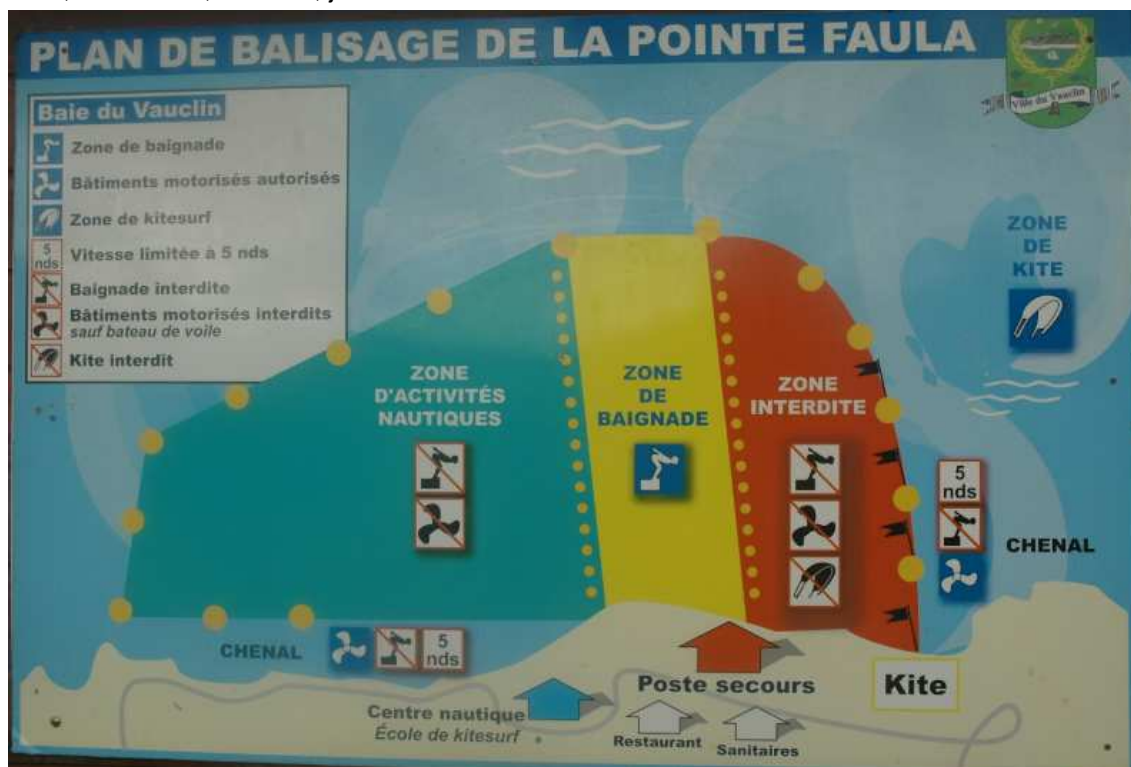 PLAN DE BALISAGE DE LA POINTE FAULA
Ville du Vauclin
Baie du Vauclin
Zone de baignade
Bâtiments motorisés autorisés
Zone de kitesurf
5
nds
Vitesse limitée à 5 nds
Baignade interdite
Bâtiments motorisés interdits
sauf bateau de voile
Kite interdit
ZONE
DE
KITE
ZONE
D'ACTIVITÉS
NAUTIQUES
ZONE
DE
BAIGNADE
ZONE
INTERDITE
5
nds
CHENAL
CHENAL
5
nds
Poste secours
Kite
Centre nautique
École de kitesurf
Restaurant
Sanitaires